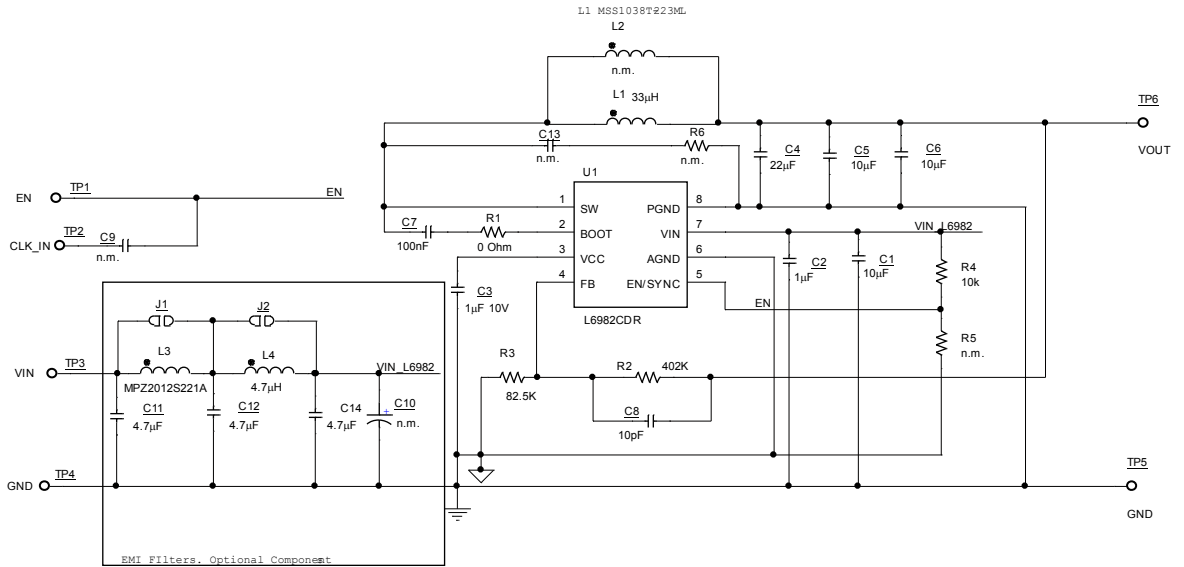 L1 MSS1038T-223ML
L2
n.m.
L1 33µH
TP6
VOUT
C13
n.m.
R6
n.m.
C4
22µF
C5
10µF
C6
10µF
U1
1
SW
PGND
8
2
BOOT
VIN
7
3
VCC
AGND
6
4
FB
EN/SYNC
5
L6982CDR
EN
TP1
EN
CLK_IN
TP2
C9
n.m.
C7
100nF
R1
0 Ohm
VIN_L6982
C2
1µF
C1
10µF
R4
10k
C3
1µF 10V
EN
R5
n.m.
J1
J2
L3
L4
VIN
TP3
MPZ2012S221A
4.7µH
VIN_L6982
R3
82.5K
R2
402K
C8
10pF
C11
4.7µF
C12
4.7µF
C14
4.7µF
C10
n.m.
+
GND
TP4
TP5
GND
EMI FIlters. Optional Component